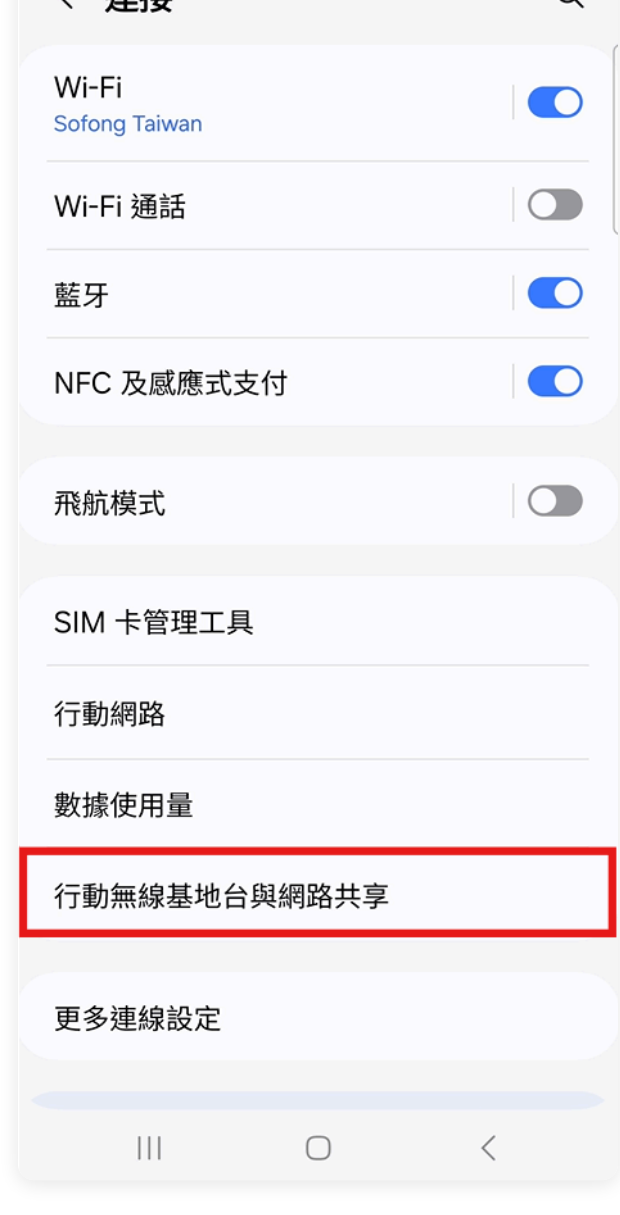 連接
Wi-Fi
Sofong Taiwan
Wi-Fi 通話
藍牙
NFC 及感應式支付
飛航模式
SIM 卡管理工具
行動網路
數據使用量
行動無線基地台與網路共享
更多連線設定